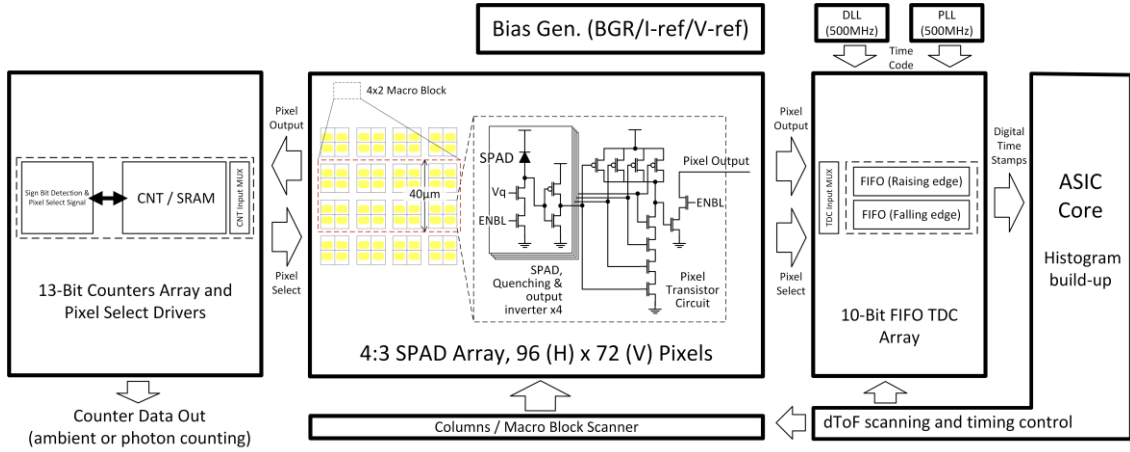 Bias Gen. (BGR/I-ref/V-ref)
DLL
(500MHz)
PLL
(500MHz)
Time
Code
4x2 Macro Block
Pixel
Output
Sign Bit Detection &
Pixel Select Signal
CNT / SRAM
CNT Input MUX
Pixel
Select
13-Bit Counters Array and
Pixel Select Drivers
40µm
SPAD
Vq
ENBL
SPAD,
Quenching &
output
inverter x4
Pixel Output
ENBL
Pixel
Transistor
Circuit
4:3 SPAD Array, 96 (H) x 72 (V) Pixels
Pixel
Output
Pixel
Select
TDC Input MUX
FIFO (Raising edge)
FIFO (Falling edge)
10-Bit FIFO TDC
Array
Digital
Time
Stamps
ASIC
Core
Histogram
build-up
Counter Data Out
(ambient or photon counting)
Columns / Macro Block Scanner
dToF scanning and timing control